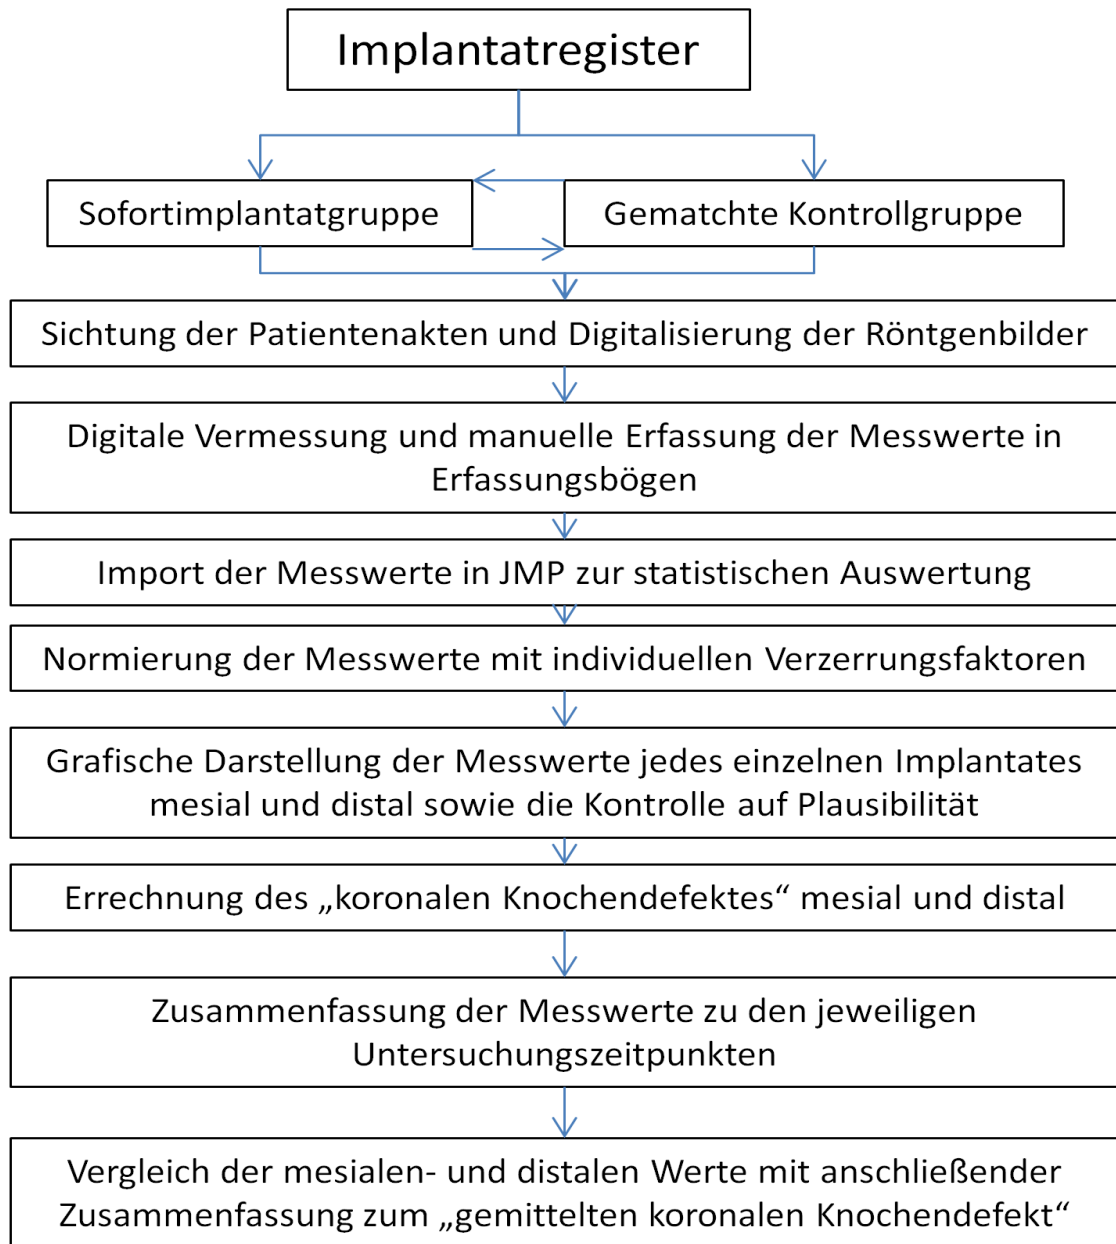 Implantatregister
Sofortimplantatgruppe
Gematchte Kontrollgruppe
Sichtung der Patientenakten und Digitalisierung der Röntgenbilder
Digitale Vermessung und manuelle Erfassung der Messwerte in
Erfassungsbögen
Import der Messwerte in JMP zur statistischen Auswertung
Normierung der Messwerte mit individuellen Verzerrungsfaktoren
Grafische Darstellung der Messwerte jedes einzelnen Implantates
mesial und distal sowie die Kontrolle auf Plausibilität
Errechnung des „koronalen Knochendefektes“ mesial und distal
Zusammenfassung der Messwerte zu den jeweiligen
Untersuchungszeitpunkten
Vergleich der mesialen- und distalen Werte mit anschließender
Zusammenfassung zum „gemittelten koronalen Knochendefekt“